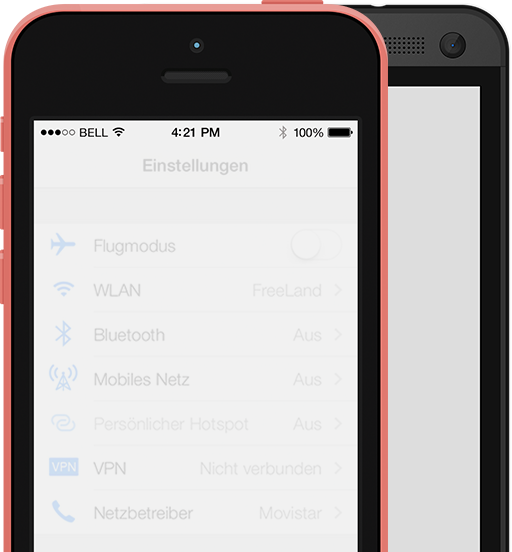 BELL 4:21 PM 100%
Einstellungen
Flugmodus
WLAN FreeLand
Bluetooth Aus
Mobiles Netz Aus
Persönlicher Hotspot Aus
VPN VPN Nicht verbunden
Netzbetreiber Movistar